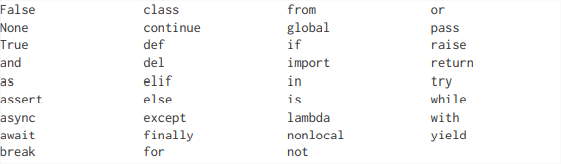 False class from or
None continue global pass
True def if raise
and del import return
as elif in try
assert else is while
async except lambda with
await finally nonlocal yield
break for not